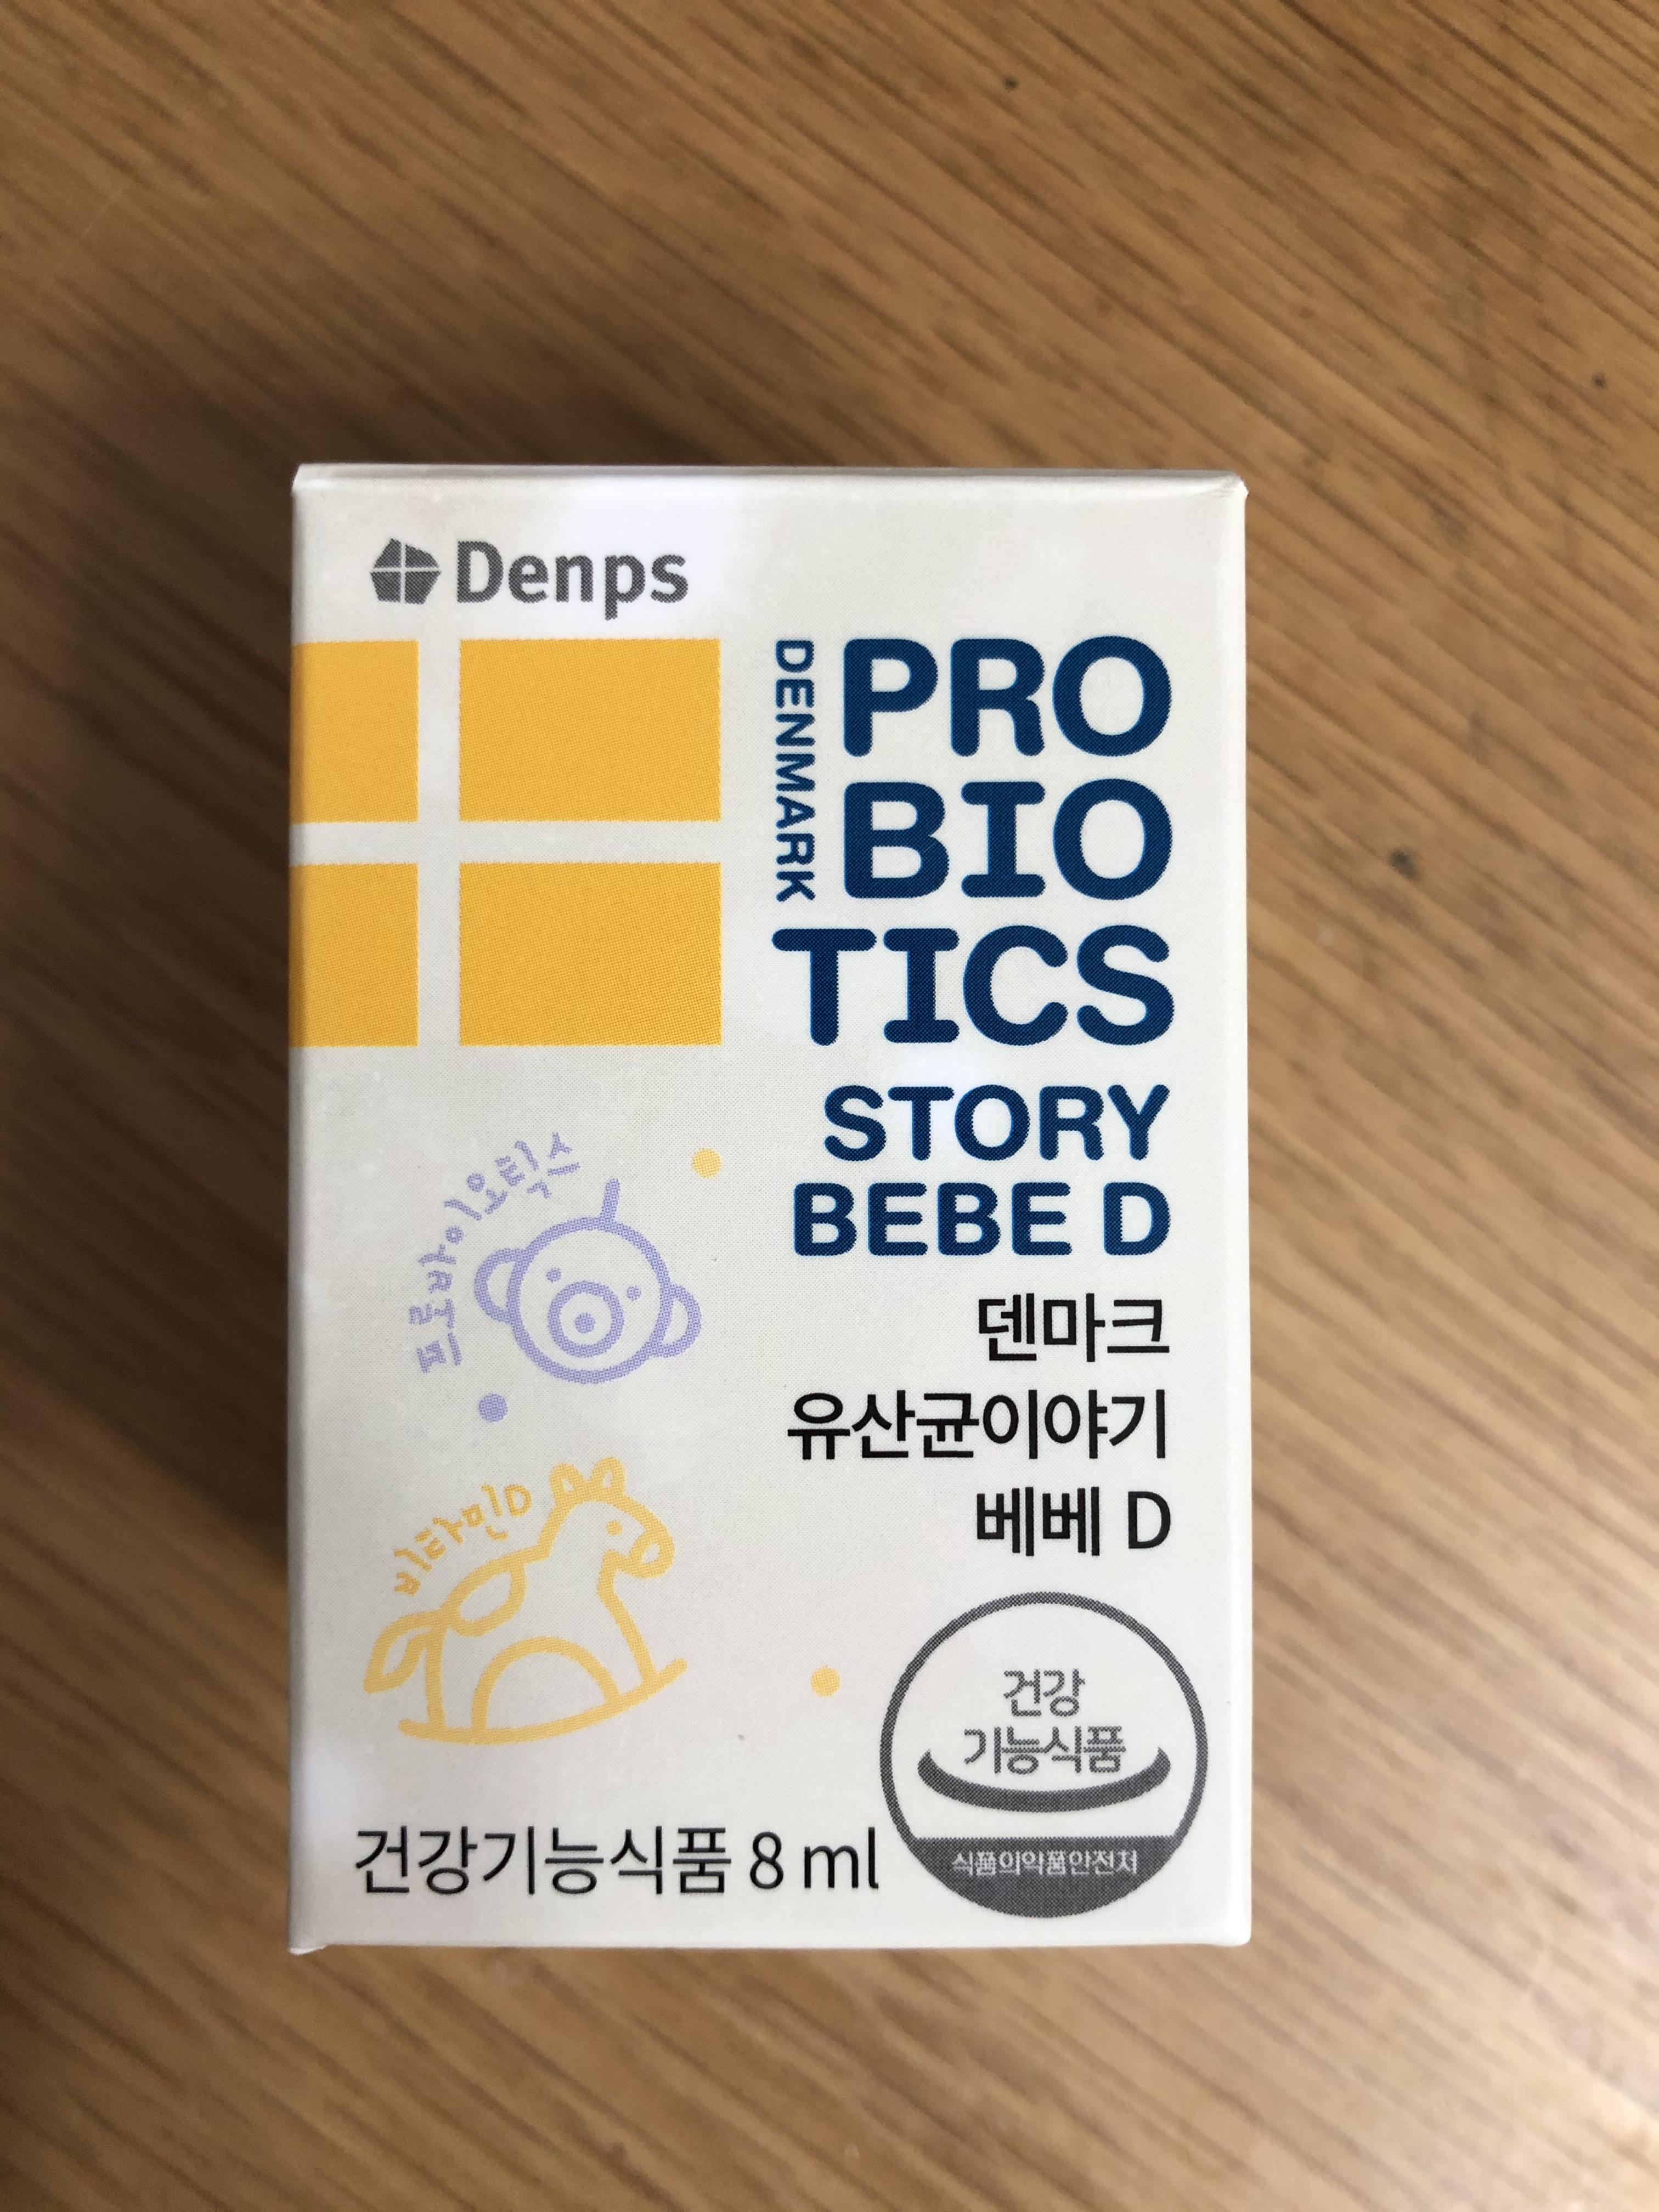 Denps
DENMARK
PRO
BIO
TICS
STORY
BEBE D
덴마크
유산균이야기
베베 D
프로바이오틱스
비타민D
건강
기능식품
식품의약품안전처
건강기능식품 8 ml